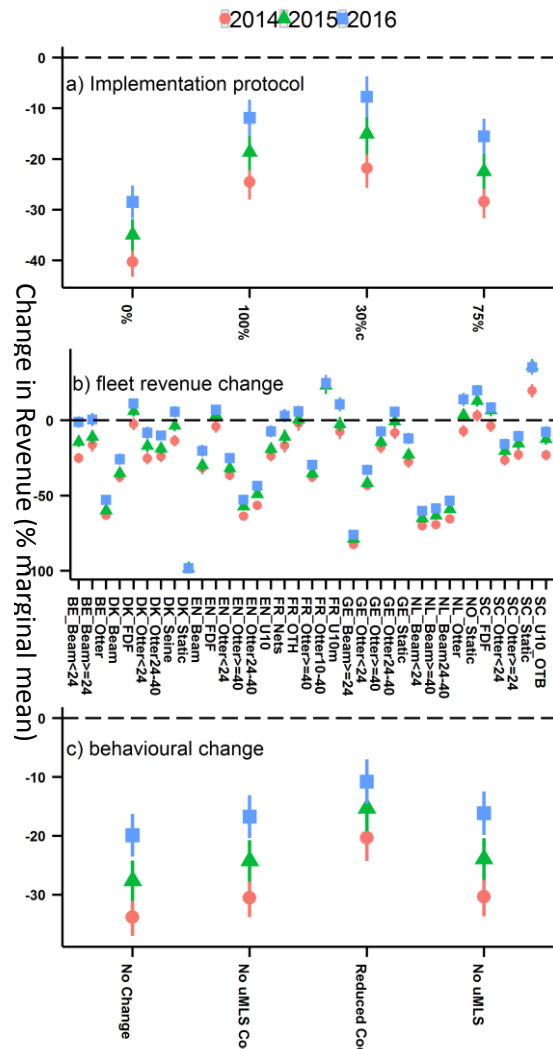 2014 2015 2016
Change in Revenue (% marginal mean)
a) Implementation protocol
0
-10
-20
-30
-40
0%
100%
30%c
75%
b) fleet revenue change
0
-50
-100
BE_Beam<24
BE_Beam>=24
BE_Otter
DK_Beam
DK_FDF
DK_Otter<24
DK_Otter24-40
DK_Seine
DK_Static
EN_Beam
EN_FDF
EN_Otter<24
EN_Otter>=40
EN_Otter24-40
EN_U10
FR_Nets
FR_OTH
FR_Otter>=40
FR_Otter10-40
FR_U10m
GE_Beam>=24
GE_Otter<24
GE_Otter>=40
GE_Otter24-40
GE_Static
NL_Beam<24
NL_Beam>=40
NL_Beam24-40
NL_Otter
NO_Static
SC_FDF
SC_Otter<24
SC_Otter>=24
SC_Static
SC_U10_OTB
c) behavioural change
0
-10
-20
-30
No Change
No uMLS Co
Reduced Coo
No uMLS